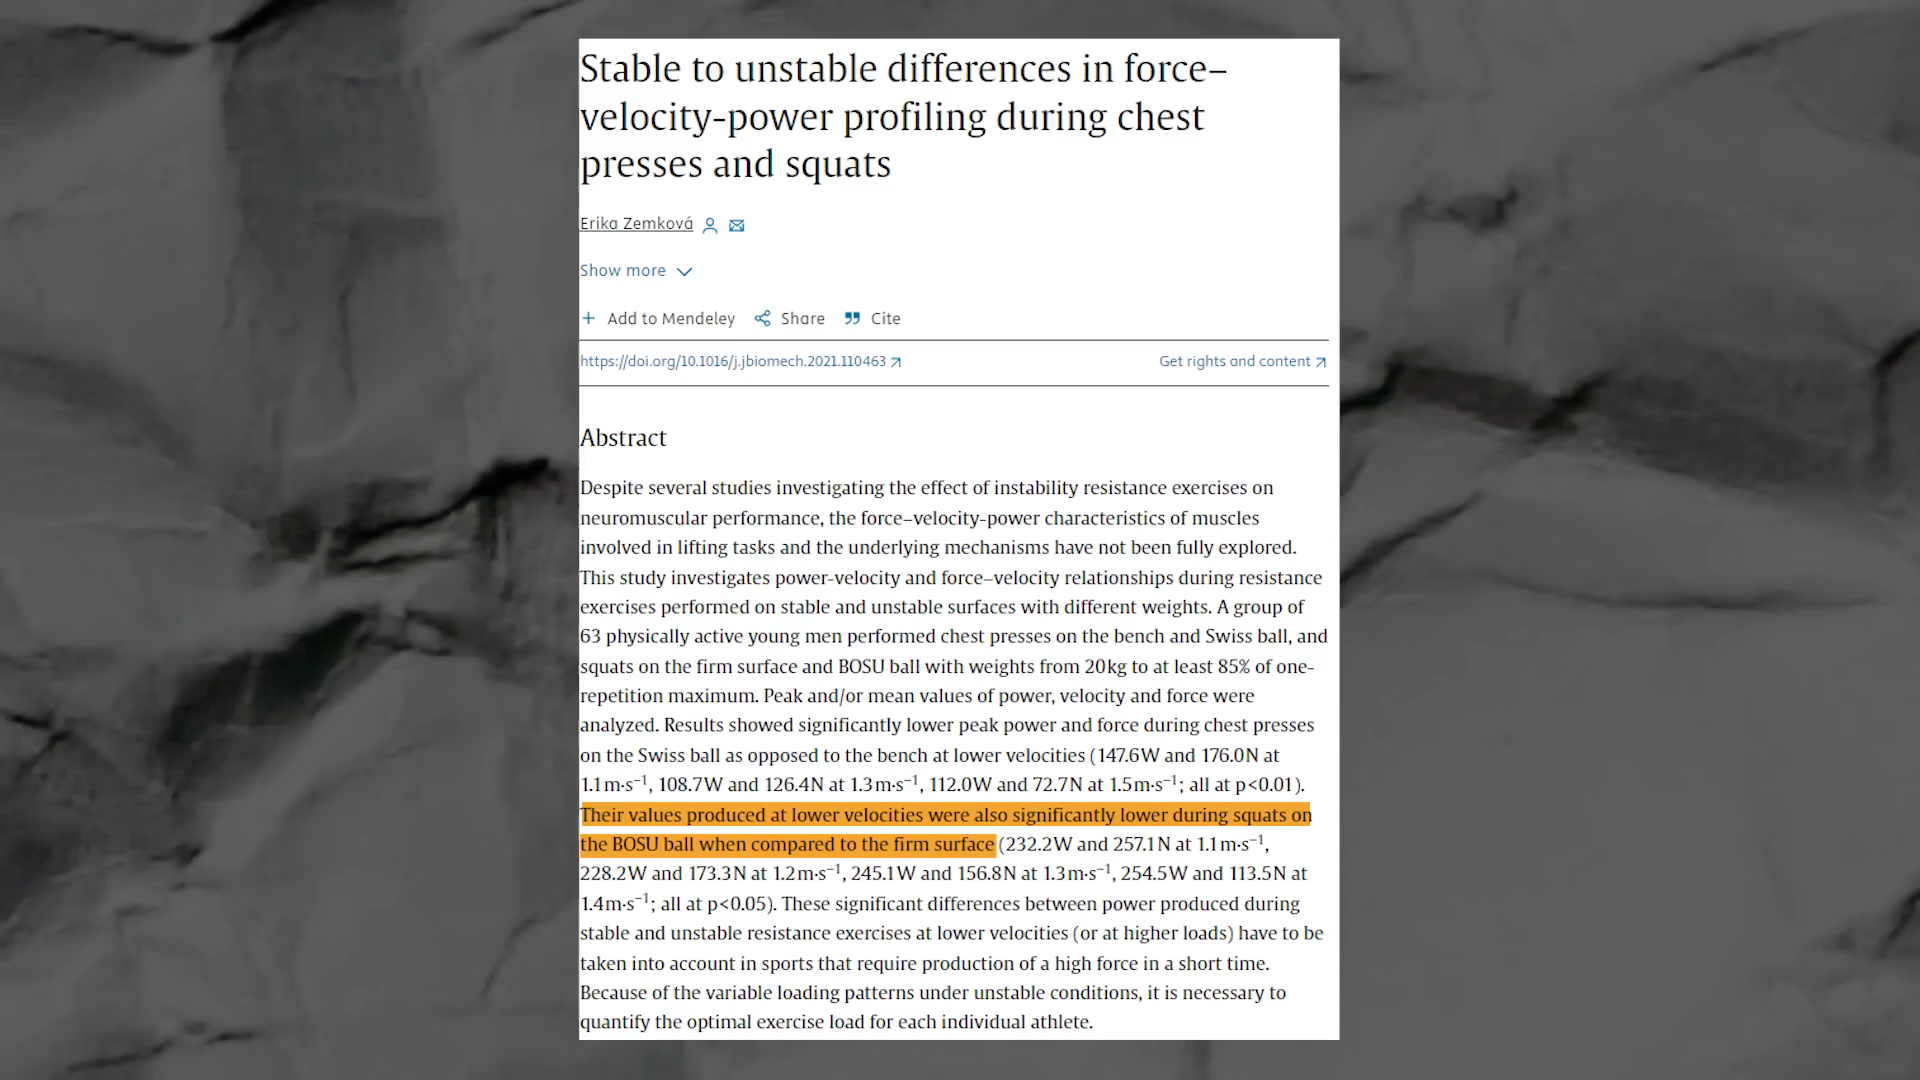 Stable to unstable differences in force–
velocity-power profiling during chest
presses and squats
Erika Zemková
Show more
+ Add to Mendeley Share Cite
https://doi.org/10.1016/j.jbiomech.2021.110463 Get rights and content
Abstract
Despite several studies investigating the effect of instability resistance exercises on
neuromuscular performance, the force–velocity-power characteristics of muscles
involved in lifting tasks and the underlying mechanisms have not been fully explored.
This study investigates power-velocity and force–velocity relationships during resistance
exercises performed on stable and unstable surfaces with different weights. A group of
63 physically active young men performed chest presses on the bench and Swiss ball, and
squats on the firm surface and BOSU ball with weights from 20kg to at least 85% of one-
repetition maximum. Peak and/or mean values of power, velocity and force were
analyzed. Results showed significantly lower peak power and force during chest presses
on the Swiss ball as opposed to the bench at lower velocities (147.6W and 176.0N at
1.1m·s⁻¹, 108.7W and 126.4N at 1.3m·s⁻¹, 112.0W and 72.7N at 1.5m·s⁻¹; all at p<0.01).
Their values produced at lower velocities were also significantly lower during squats on
the BOSU ball when compared to the firm surface (232.2W and 257.1N at 1.1m·s⁻¹,
228.2W and 173.3N at 1.2m·s⁻¹, 245.1W and 156.8N at 1.3m·s⁻¹, 254.5W and 113.5N at
1.4m·s⁻¹; all at p<0.05). These significant differences between power produced during
stable and unstable resistance exercises at lower velocities (or at higher loads) have to be
taken into account in sports that require production of a high force in a short time.
Because of the variable loading patterns under unstable conditions, it is necessary to
quantify the optimal exercise load for each individual athlete.